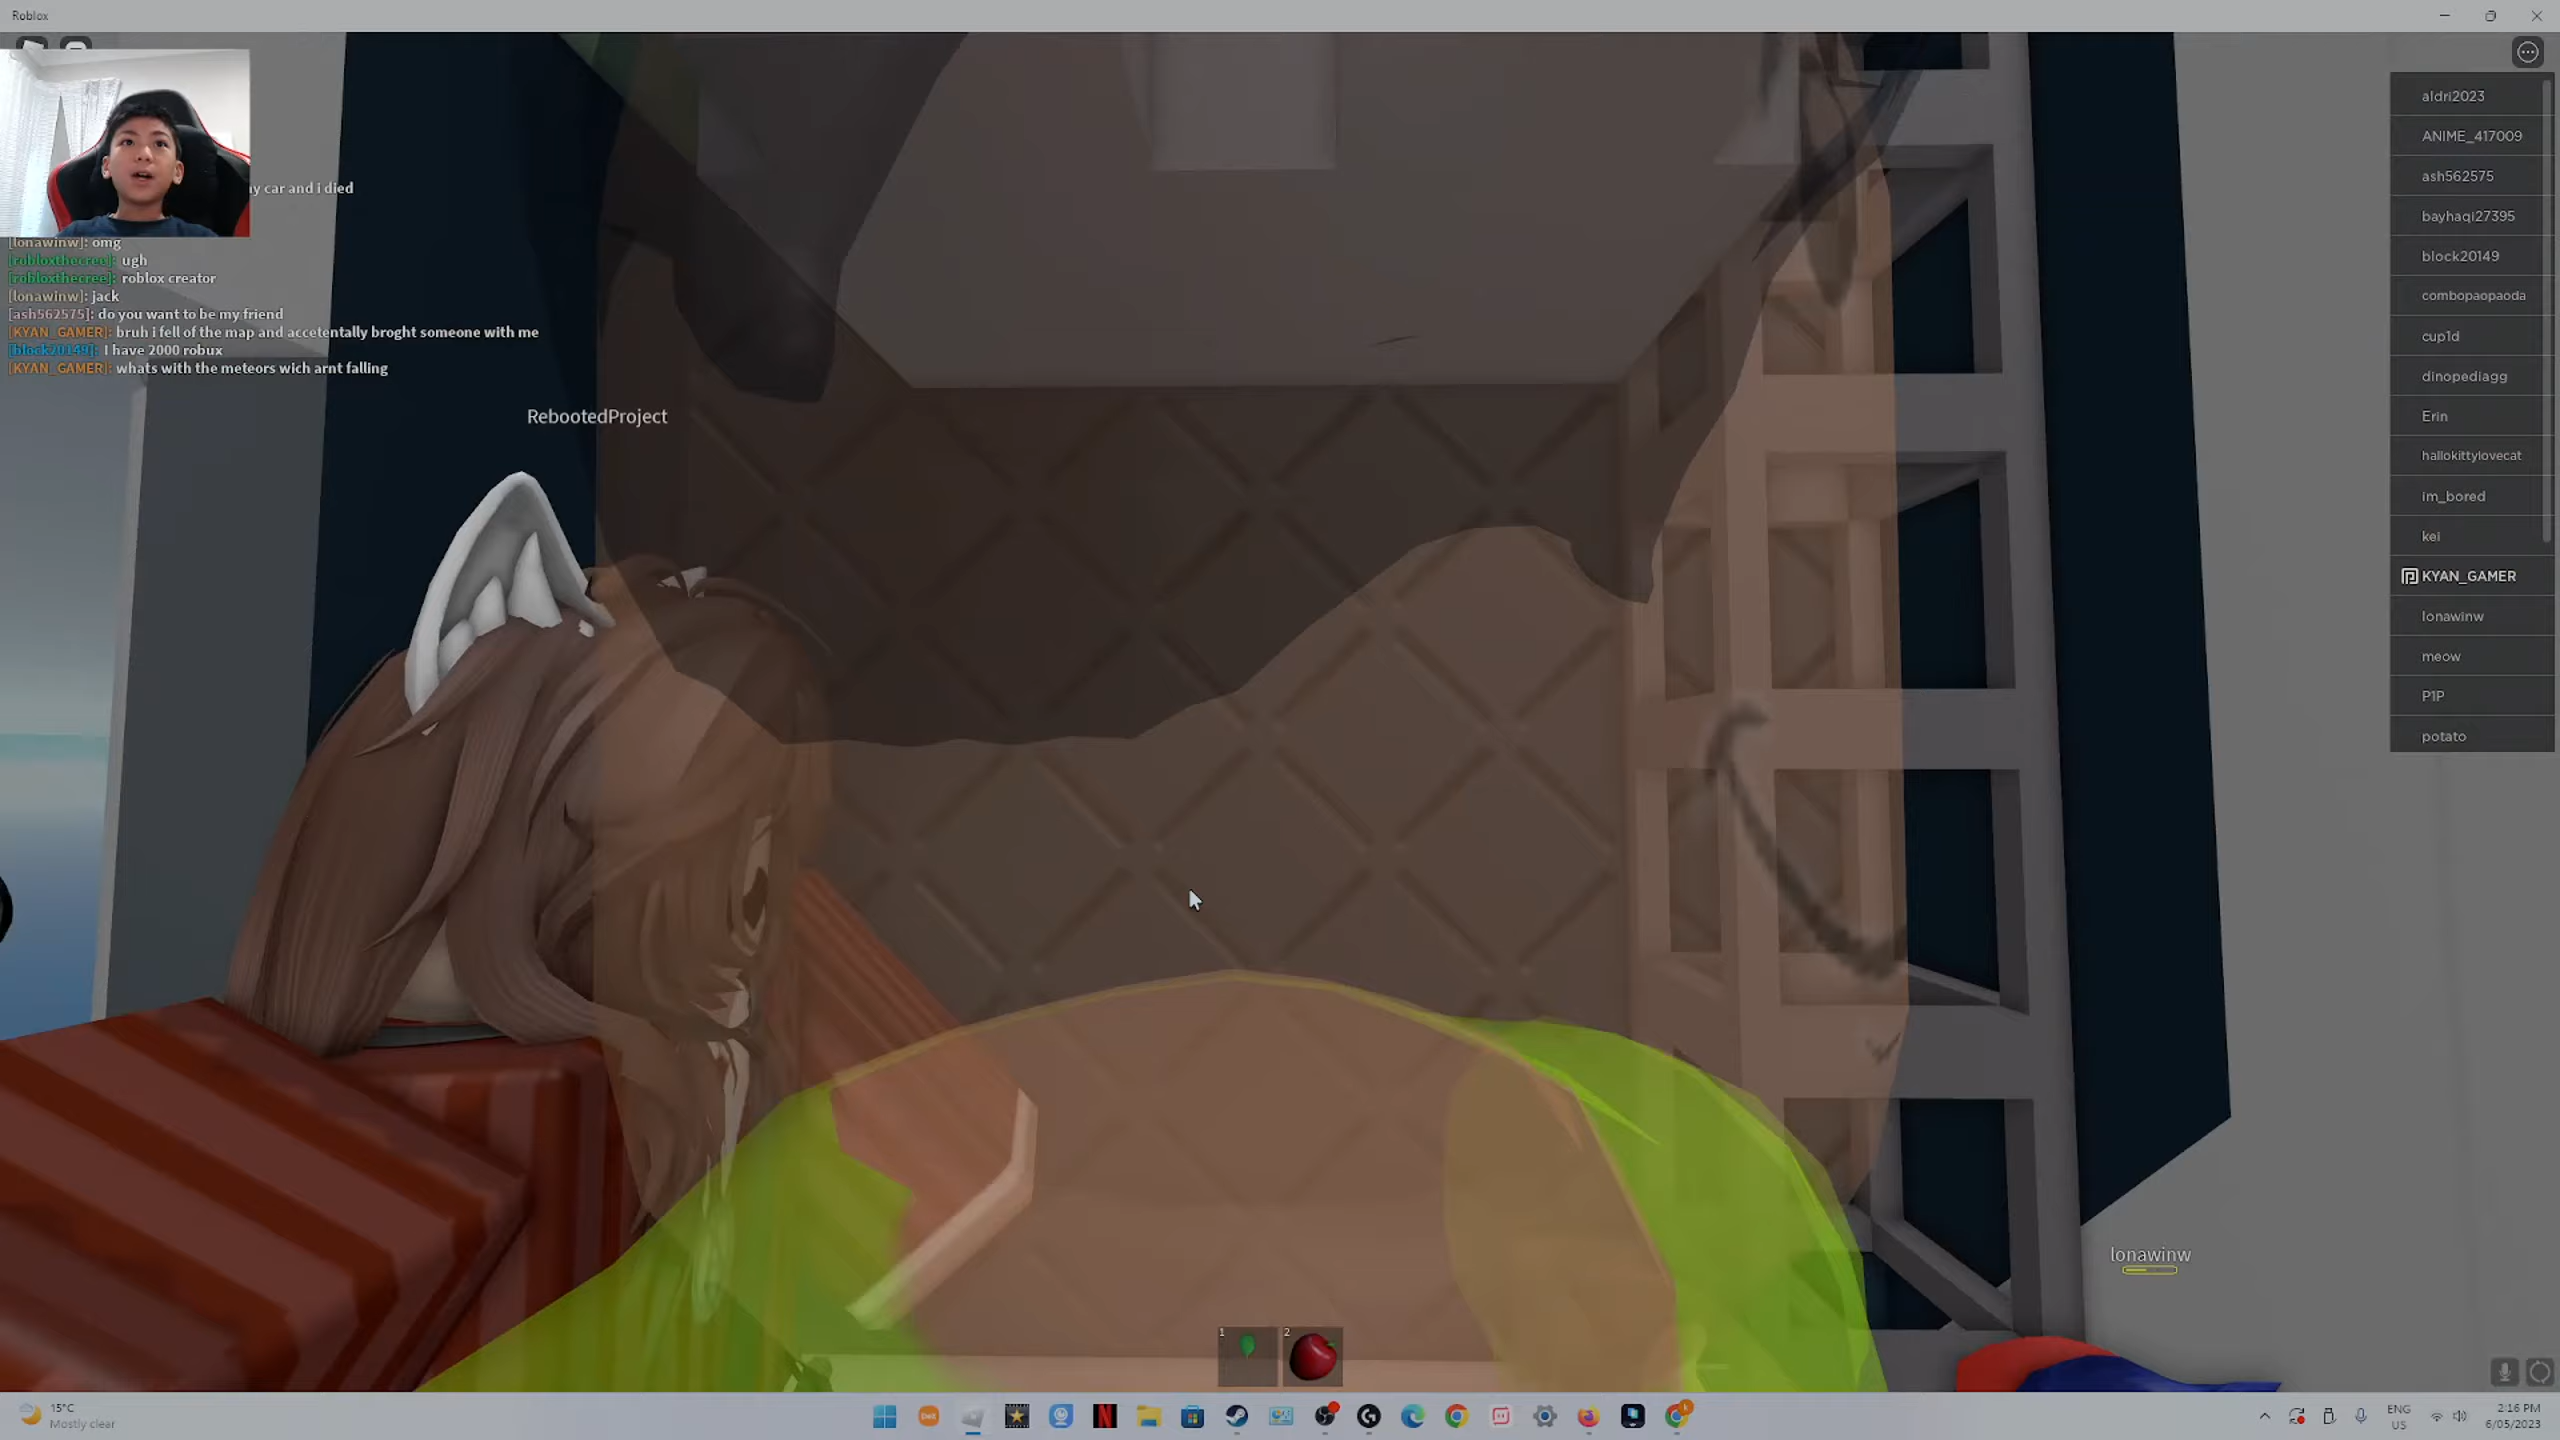 Roblox
ny car and i died
[lonawinw]: omg
[robloxthecree]: ugh
[robloxthecree]: roblox creator
[lonawinw]: jack
[ash562575]: do you want to be my friend
[KYAN_GAMER]: bruh i fell of the map and accetentally broght someone with me
[block20149]: I have 2000 robux
[KYAN_GAMER]: whats with the meteors wich arnt falling
RebootedProject
aldri2023
ANIME_417009
ash562575
bayhaqi27395
block20149
combopaopaoda
cup1d
dinopediagg
Erin
hallokittylovecat
im_bored
kei
KYAN_GAMER
lonawinw
meow
P1P
potato
lonawinw
1
2
15°C
Mostly clear
ENG
US
2:16 PM
6/05/2023